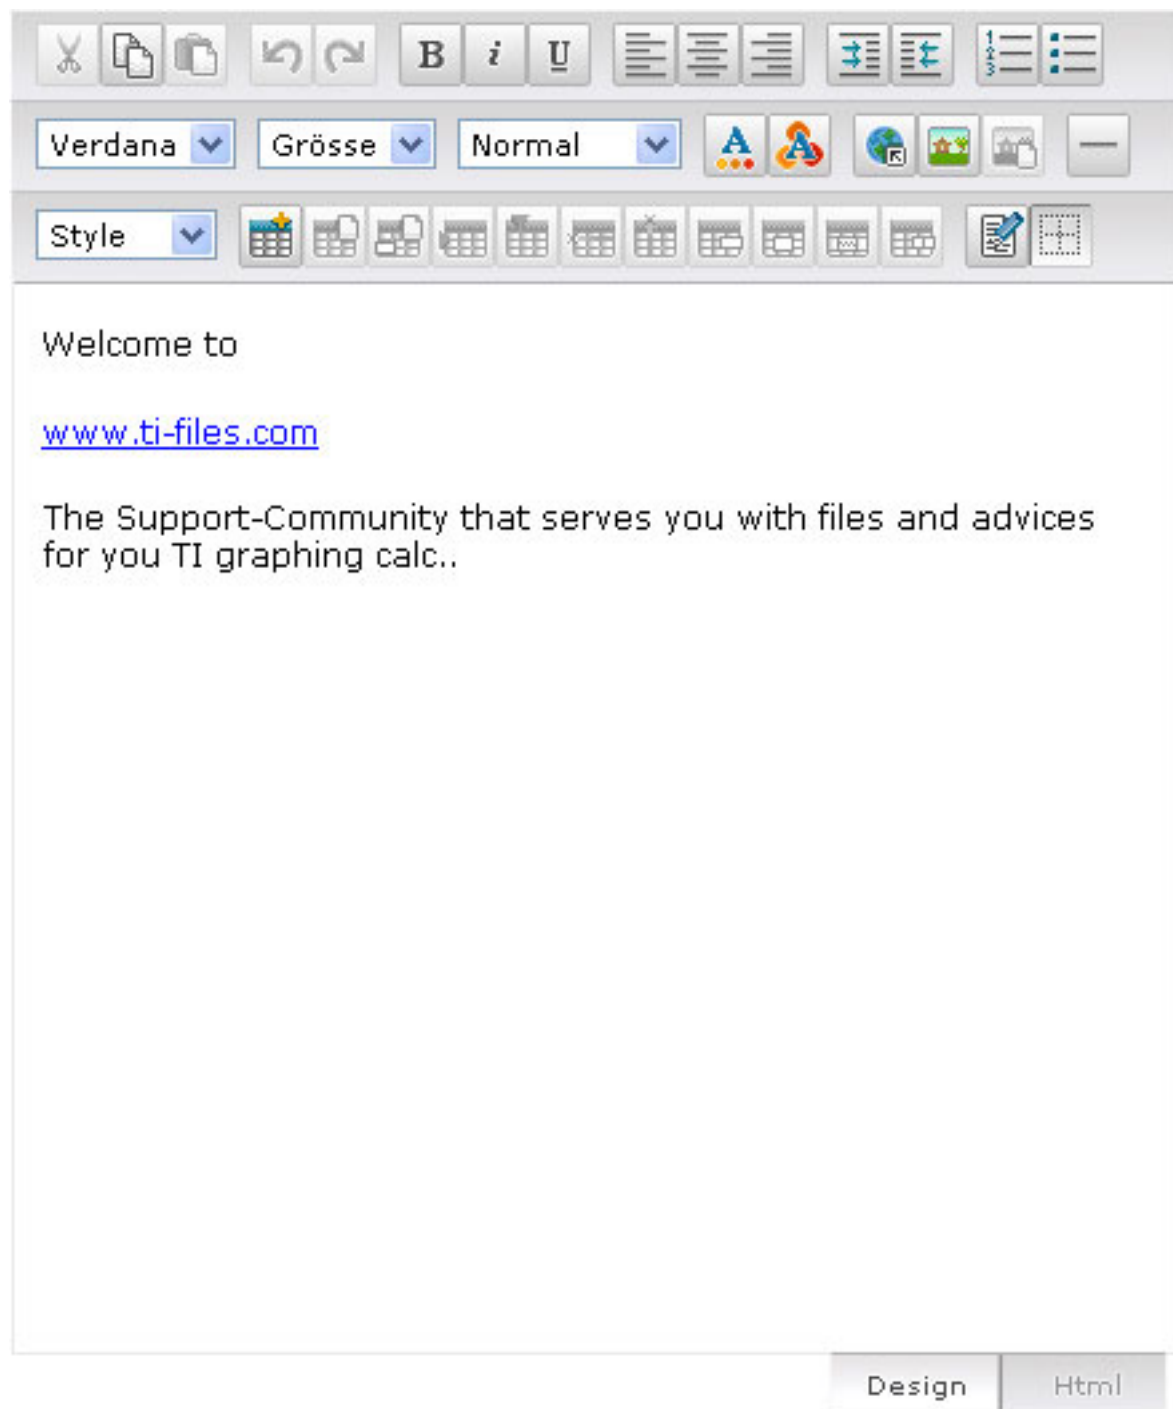 B i U
Verdana Grösse Normal
Style
Welcome to
www.ti-files.com
The Support-Community that serves you with files and advices
for you TI graphing calc..
Design Html